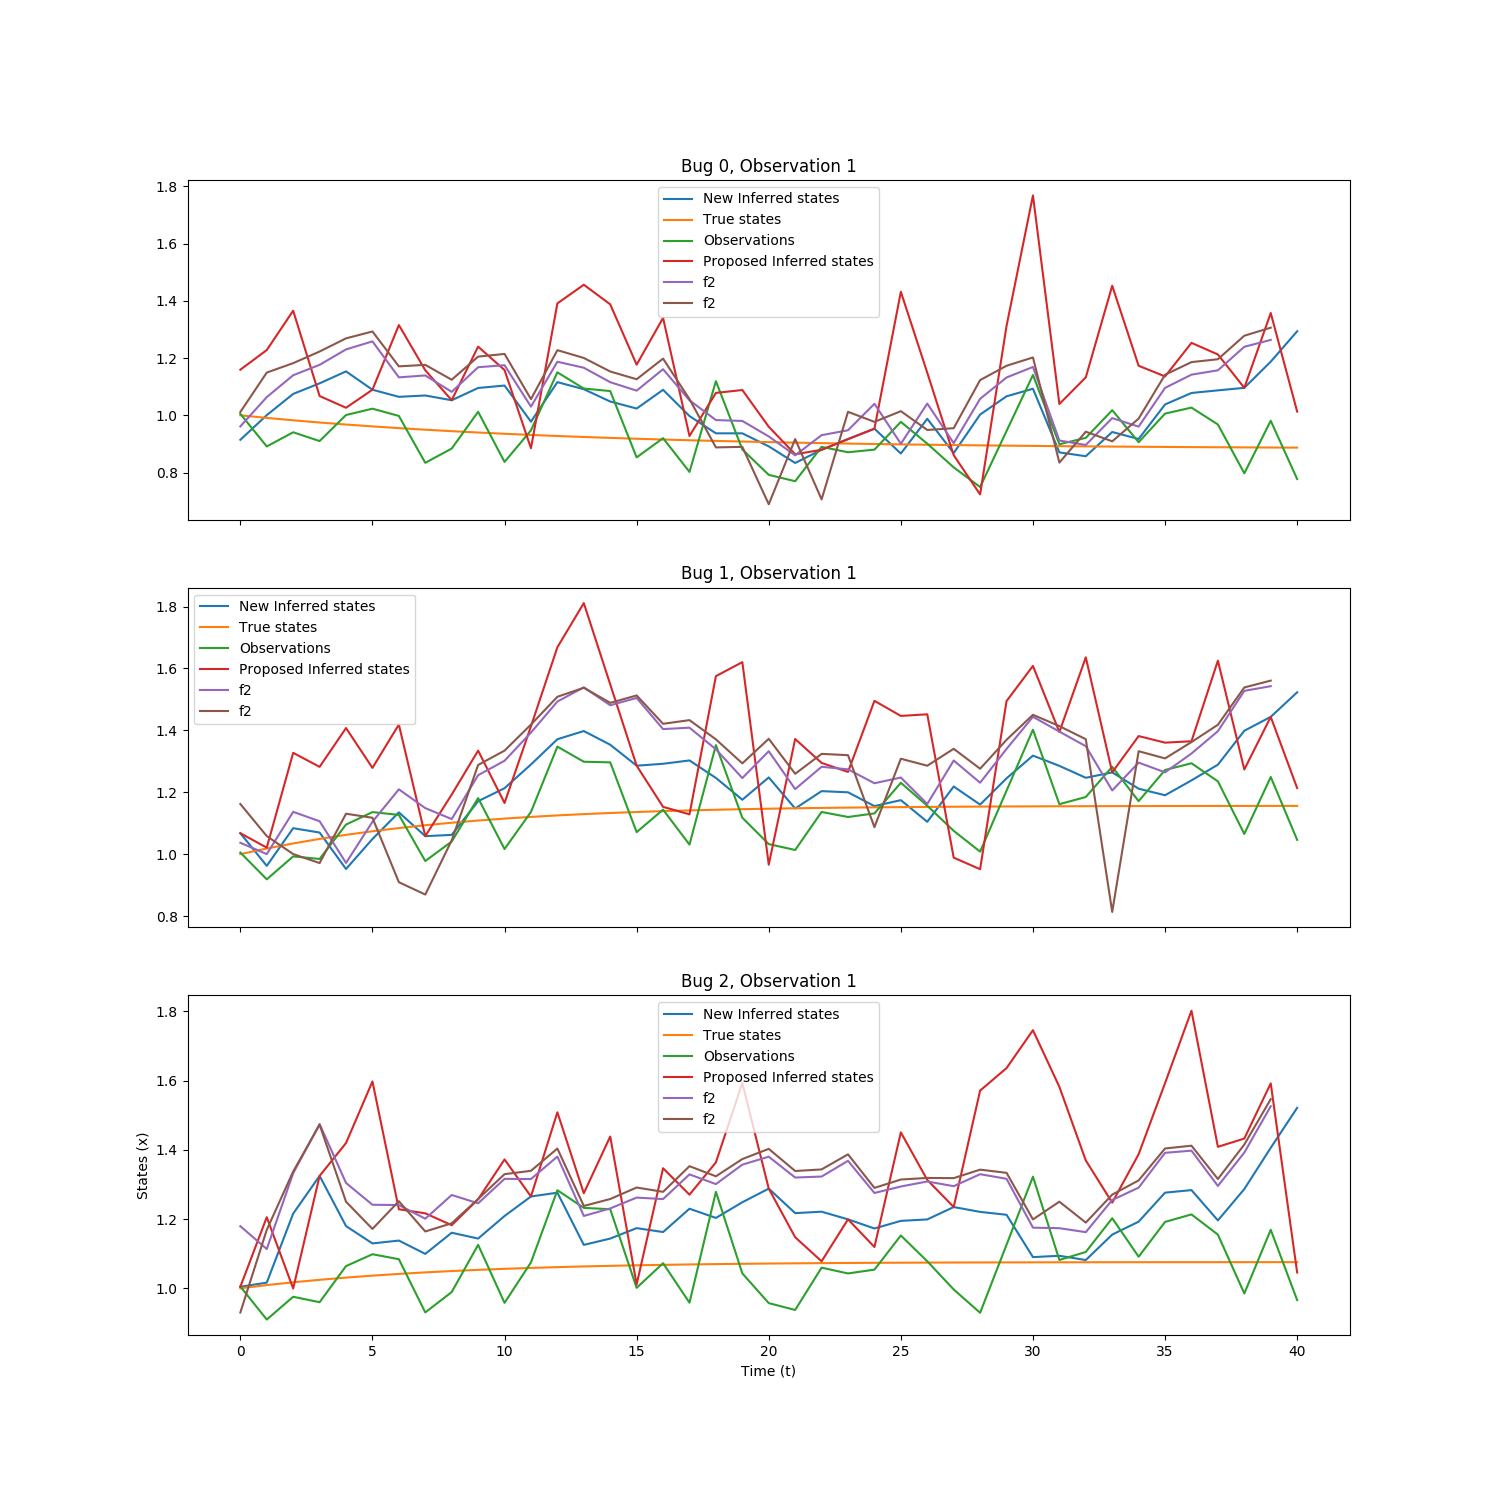 Bug 0, Observation 1
1.8
1.6
1.4
1.2
1.0
0.8
New Inferred states
True states
Observations
Proposed Inferred states
f2
f2
Bug 1, Observation 1
1.8
1.6
1.4
1.2
1.0
0.8
New Inferred states
True states
Observations
Proposed Inferred states
f2
f2
Bug 2, Observation 1
1.8
1.6
1.4
1.2
1.0
States (x)
New Inferred states
True states
Observations
Proposed Inferred states
f2
f2
0 5 10 15 20 25 30 35 40
Time (t)